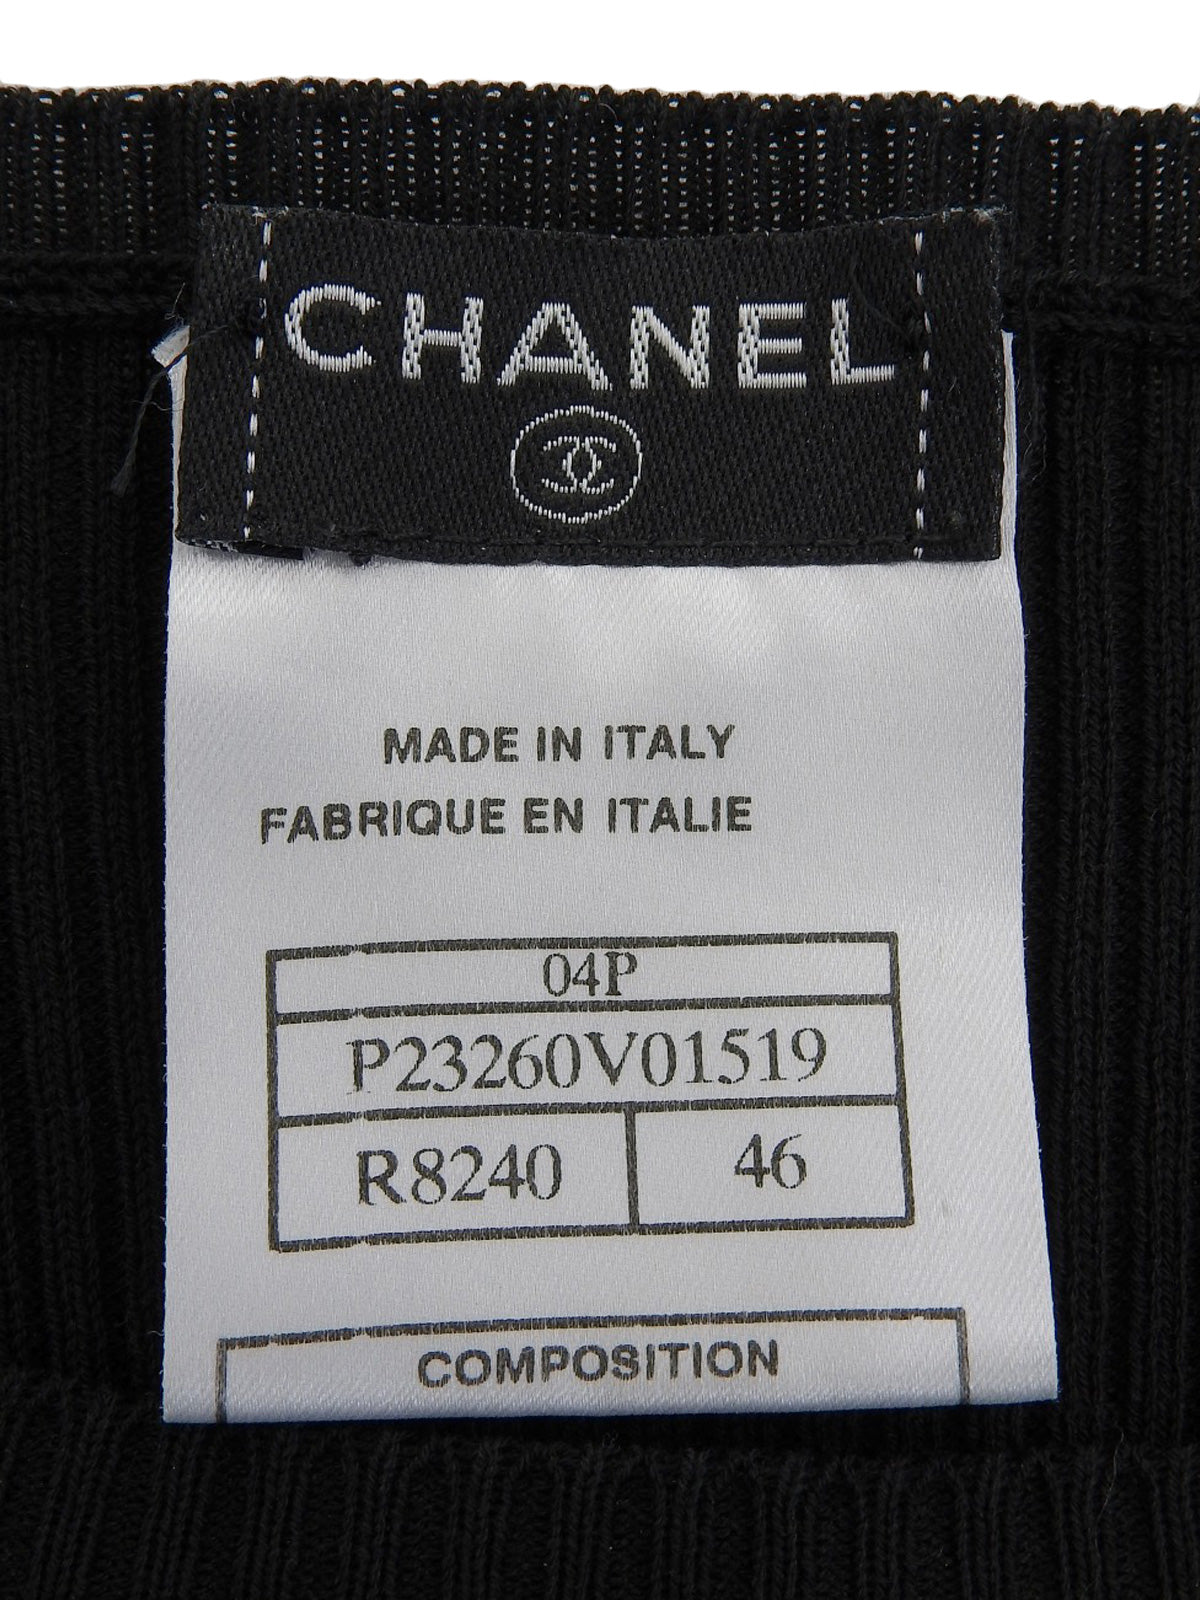 CHANEL
MADE IN ITALY
FABRIQUE EN ITALIE
04P
P23260V01519
R8240 46
COMPOSITION